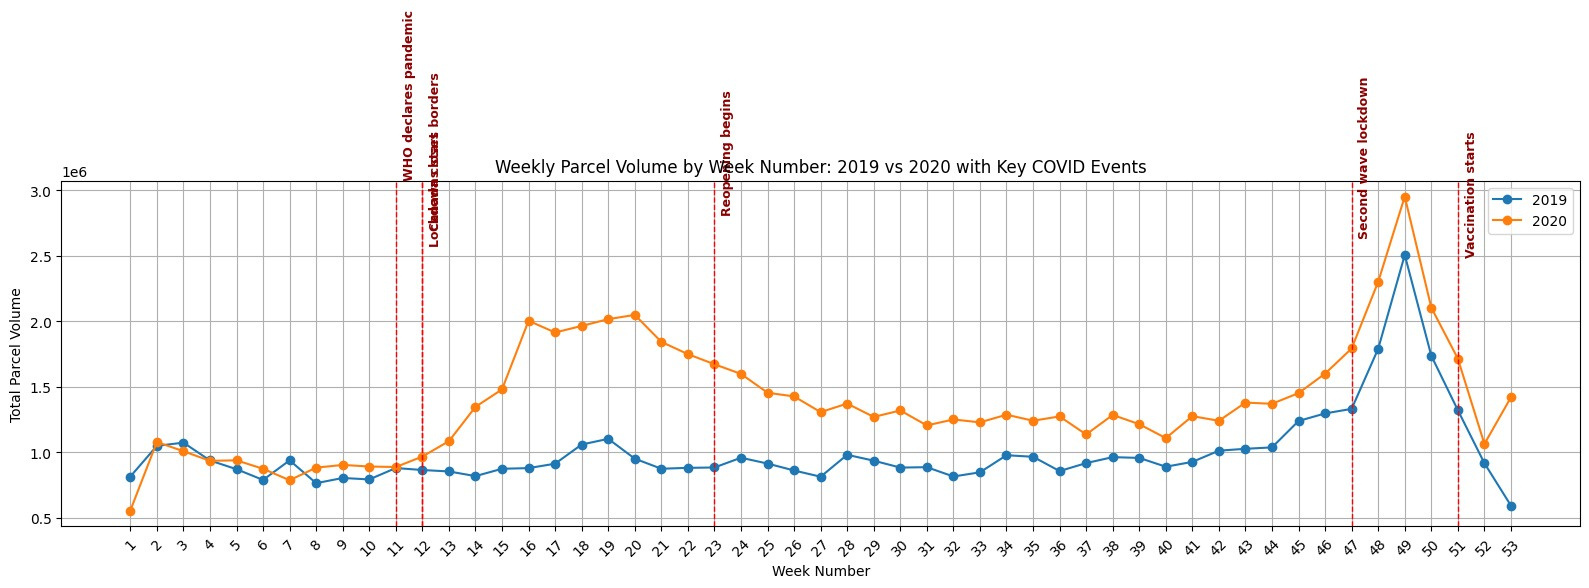 WHO declares pandemic
Canada closes borders
Lockdown starts
Reopening begins
Second wave lockdown
Vaccination starts
Weekly Parcel Volume by Week Number: 2019 vs 2020 with Key COVID Events
1e6
3.0
2.5
2.0
1.5
1.0
0.5
Total Parcel Volume
2019
2020
1 2 3 4 5 6 7 8 9 10 11 12 13 14 15 16 17 18 19 20 21 22 23 24 25 26 27 28 29 30 31 32 33 34 35 36 37 38 39 40 41 42 43 44 45 46 47 48 49 50 51 52 53
Week Number